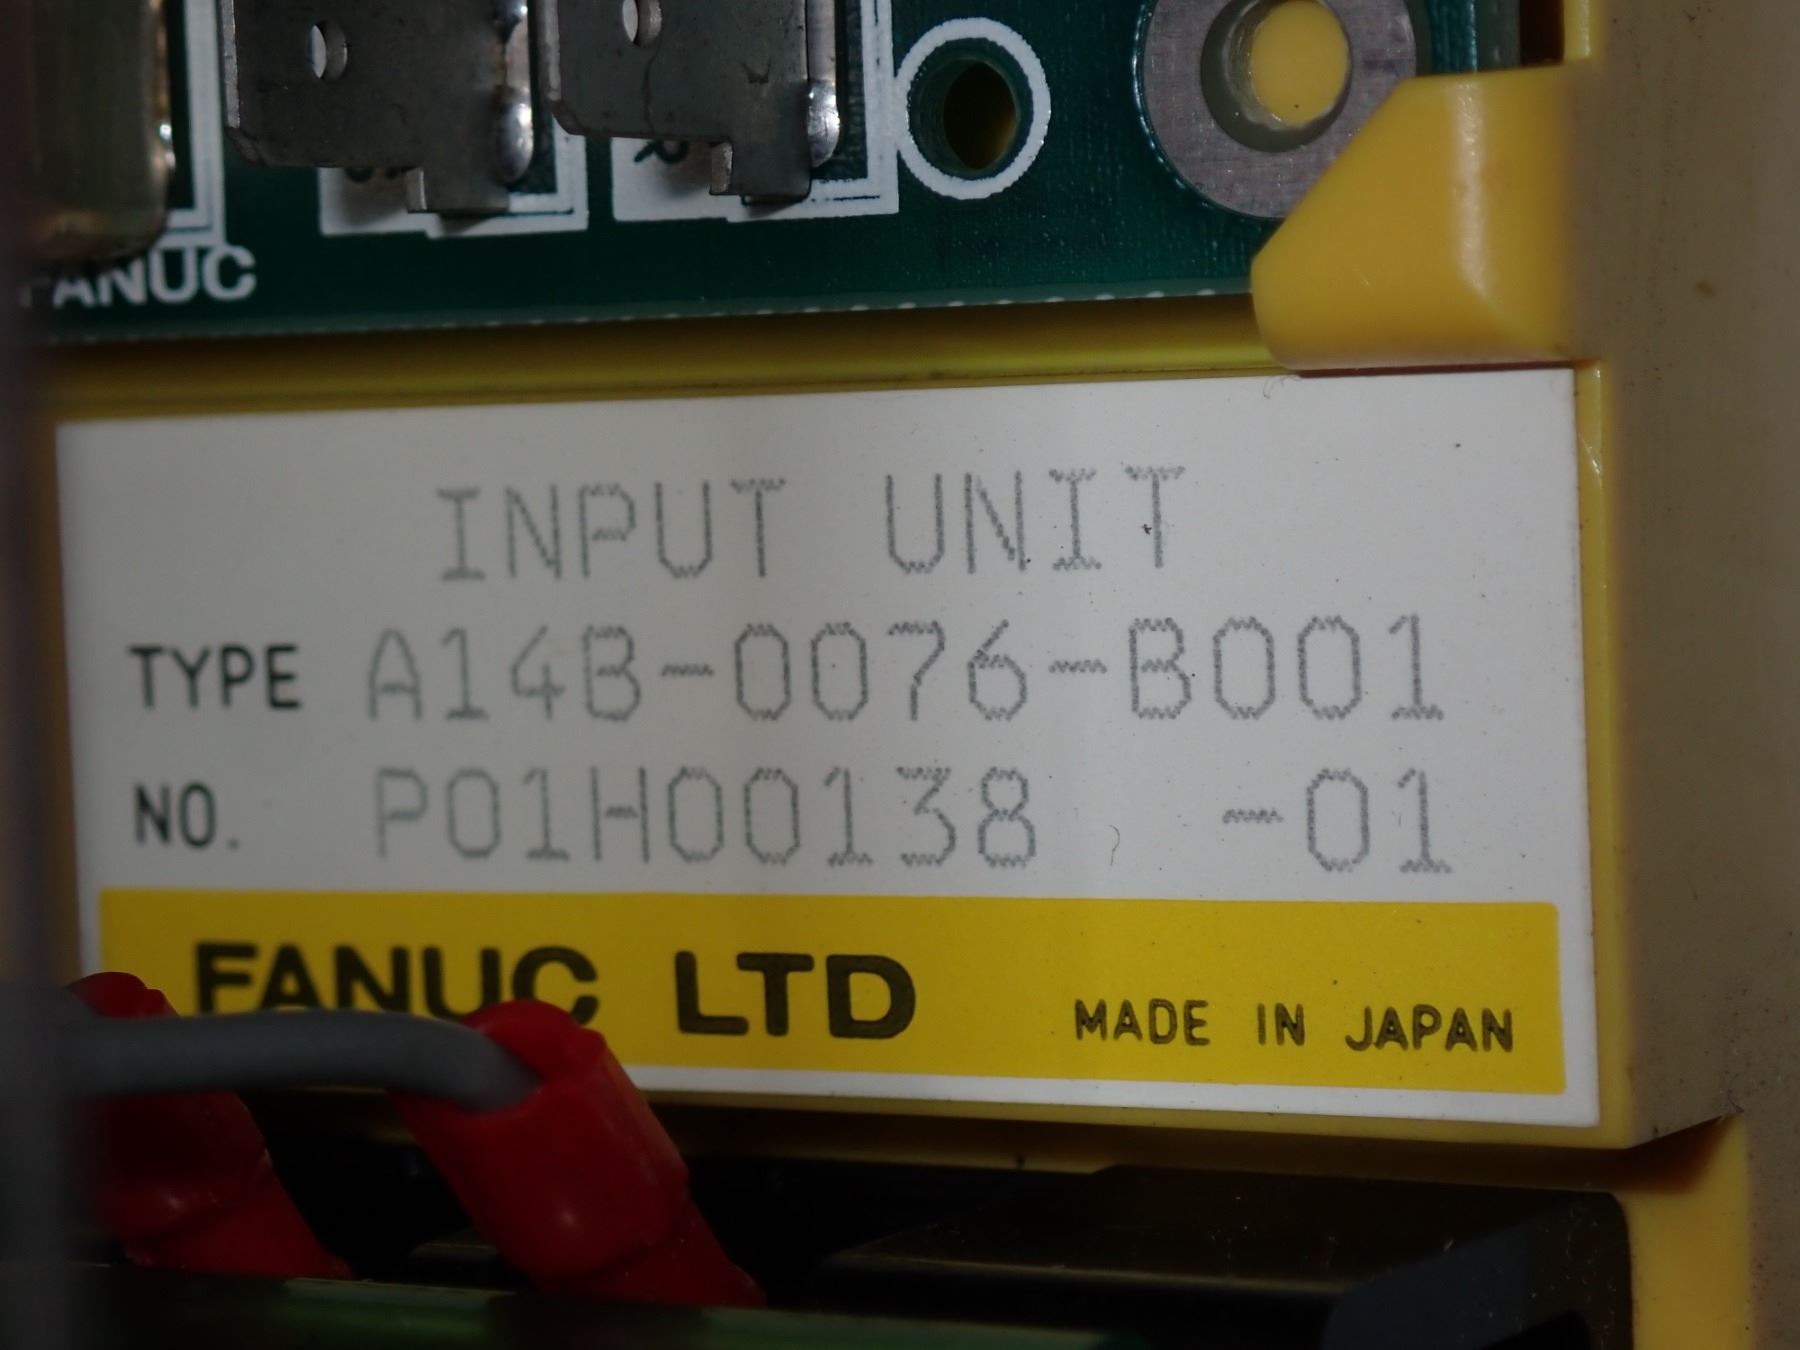 FANUC
INPUT UNIT
TYPE A14B-0076-B001
NO. P01H00138 -01
FANUC LTD MADE IN JAPAN